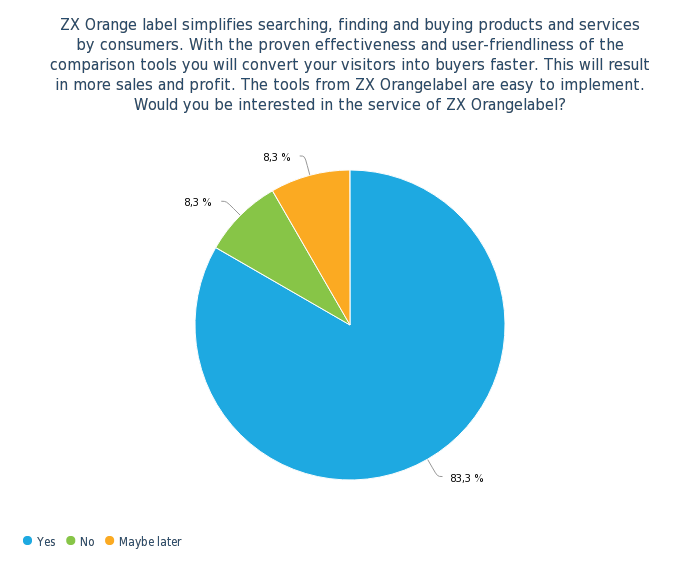 ZX Orange label simplifies searching, finding and buying products and services
by consumers. With the proven effectiveness and user-friendliness of the
comparison tools you will convert your visitors into buyers faster. This will result
in more sales and profit. The tools from ZX Orangelabel are easy to implement.
Would you be interested in the service of ZX Orangelabel?
8,3 %
8,3 %
83,3 %
Yes No Maybe later